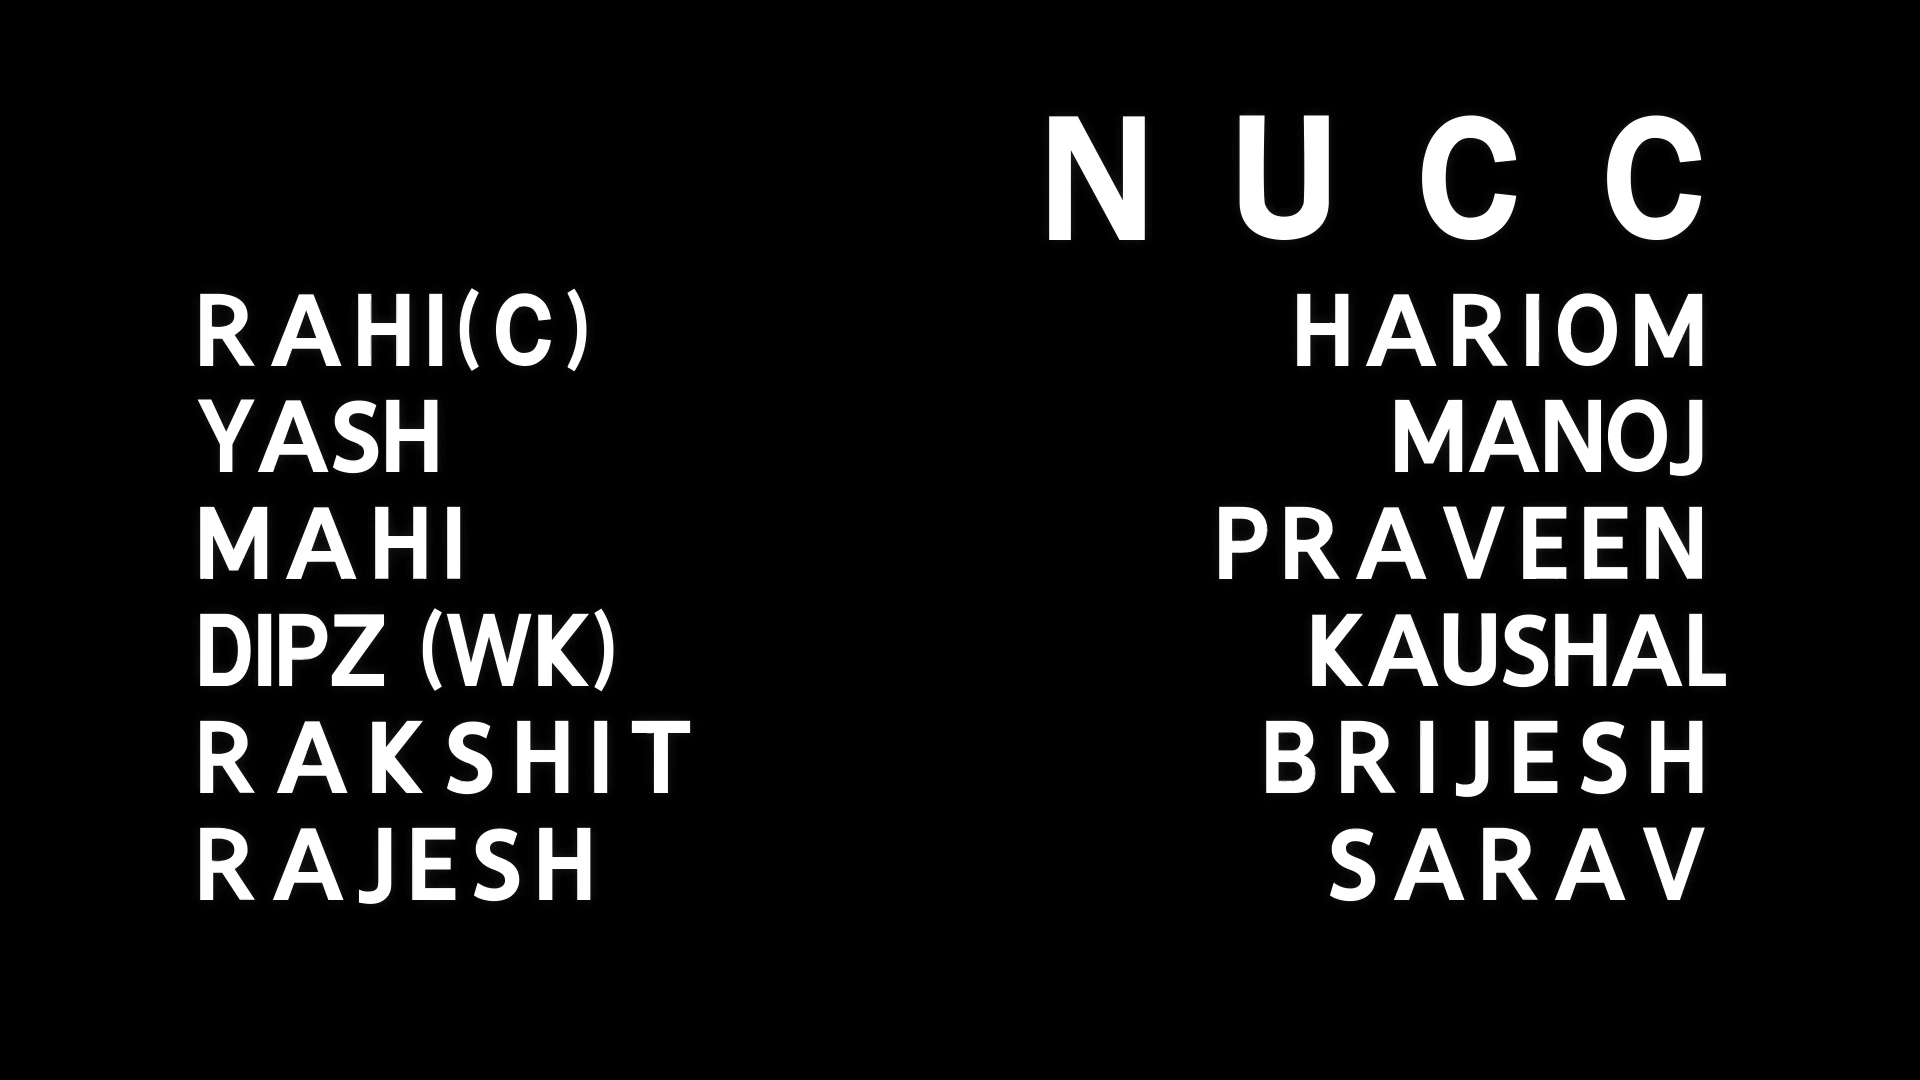 NUCC
RAHI(C)
YASH
MAHI
DIPZ (WK)
RAKSHIT
RAJESH
HARIOM
MANOJ
PRAVEEN
KAUSHAL
BRIJESH
SARAV